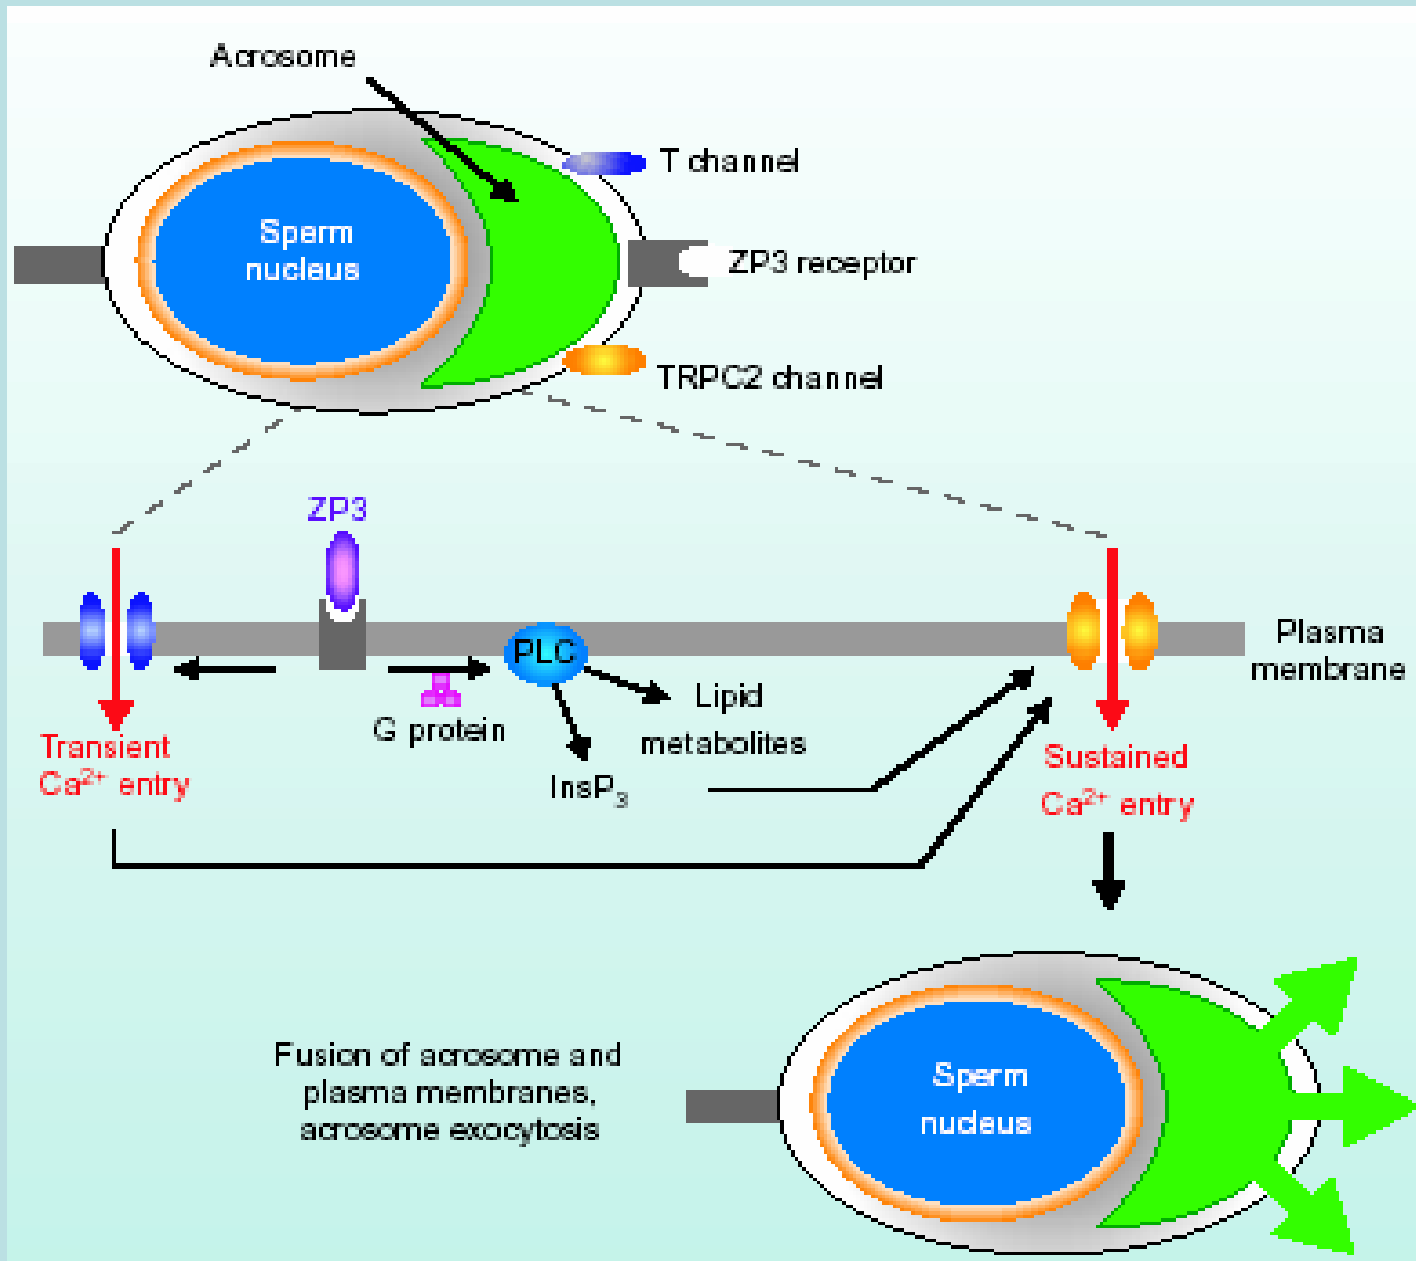 Acrosome
T channel
Sperm
nucleus
ZP3 receptor
TRPC2 channel
ZP3
PLC
Plasma
membrane
Lipid
metabolites
G protein
InsP₃
Transient
Ca²⁺ entry
Sustained
Ca²⁺ entry
Fusion of acrosome and
plasma membranes,
acrosome exocytosis
Sperm
nucleus